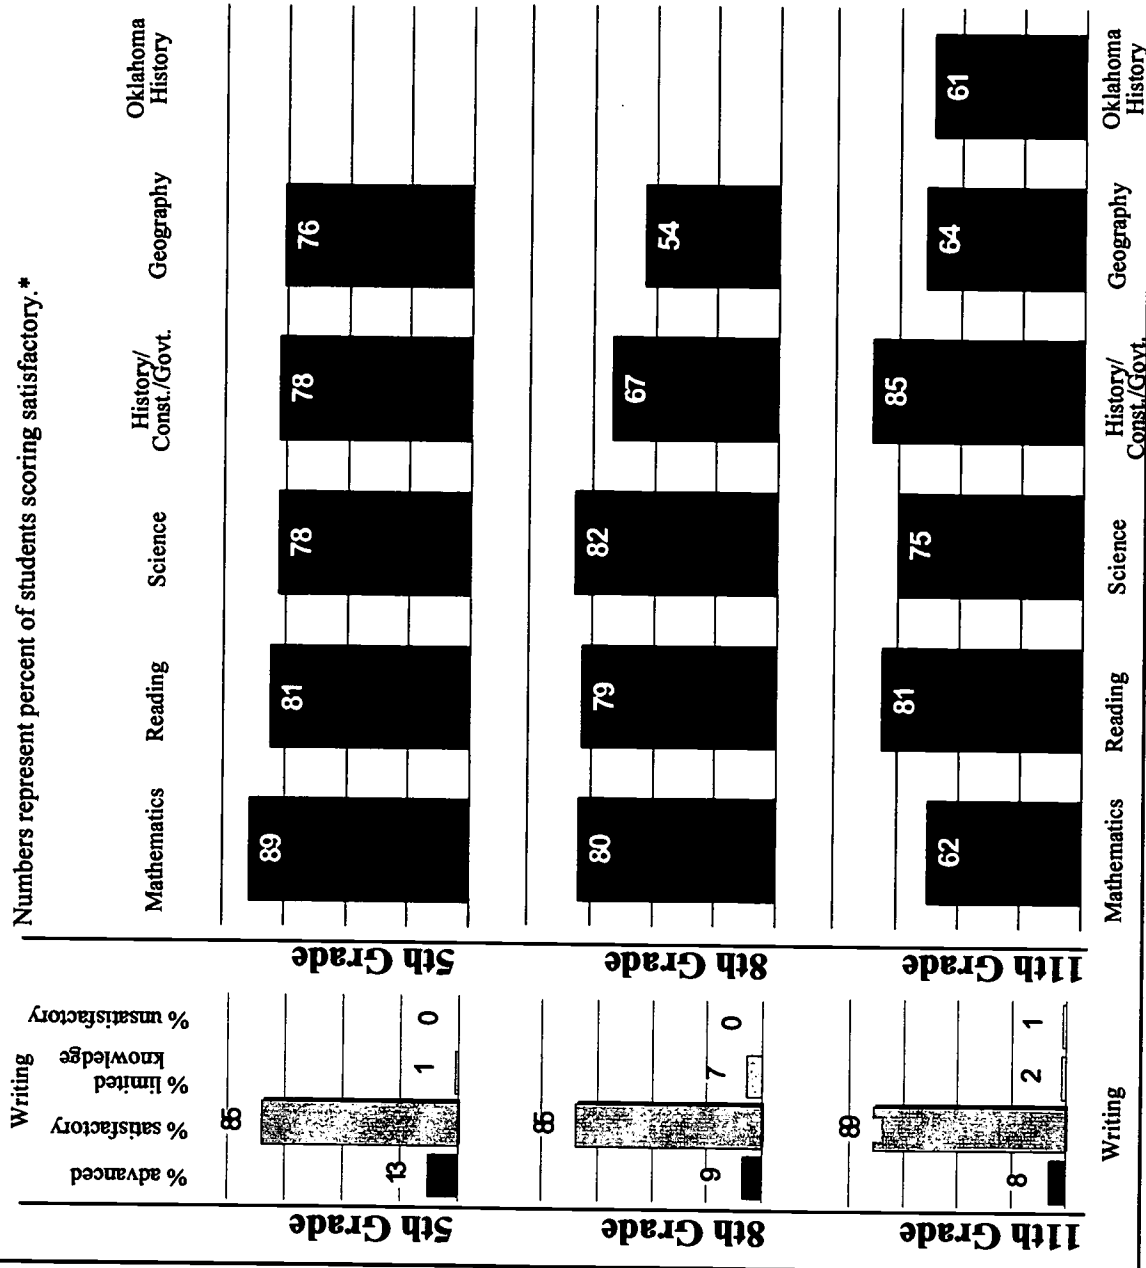 Numbers represent percent of students scoring satisfactory.*
Writing
% advanced
% satisfactory
% limited
knowledge
% unsatisfactory
Mathematics
Reading
Science
History/
Const./Govt.
Geography
Oklahoma
History
5th Grade
13
1
0
5th Grade
89
81
78
78
76
8th Grade
9
7
0
8th Grade
80
79
82
67
54
11th Grade
8
89
2
1
11th Grade
62
81
75
85
64
61
Writing
Mathematics
Reading
Science
History/
Const./Govt.
Geography
Oklahoma
History